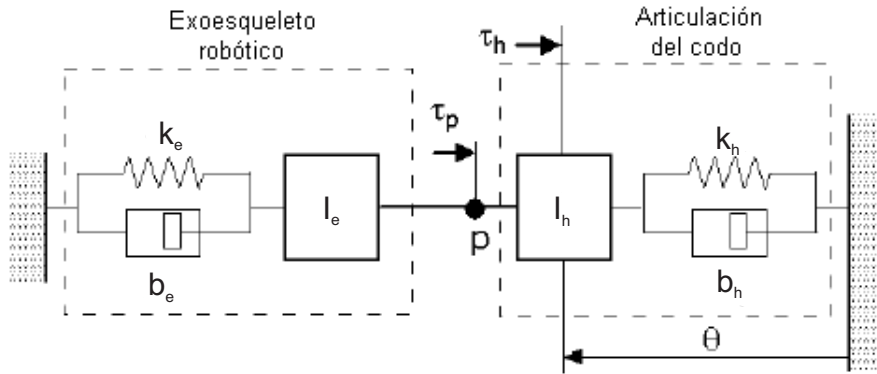 Exoesqueleto
robótico
Articulación
del codo
τh
τp
ke
kh
Ie
p
Ih
be
bh
θ